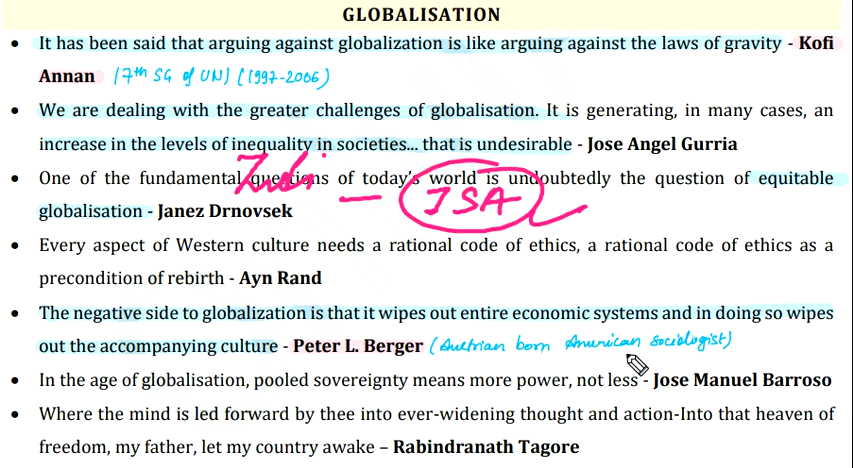 GLOBALISATION
• It has been said that arguing against globalization is like arguing against the laws of gravity - Kofi
Annan (7th SG of UN) (1997-2006)
• We are dealing with the greater challenges of globalisation. It is generating, in many cases, an
increase in the levels of inequality in societies... that is undesirable - Jose Angel Gurria
• One of the fundamental questions of today's world is undoubtedly the question of equitable
India — ISA
globalisation - Janez Drnovsek
• Every aspect of Western culture needs a rational code of ethics, a rational code of ethics as a
precondition of rebirth - Ayn Rand
• The negative side to globalization is that it wipes out entire economic systems and in doing so wipes
out the accompanying culture - Peter L. Berger (Austrian born American sociologist)
• In the age of globalisation, pooled sovereignty means more power, not less - Jose Manuel Barroso
• Where the mind is led forward by thee into ever-widening thought and action-Into that heaven of
freedom, my father, let my country awake – Rabindranath Tagore